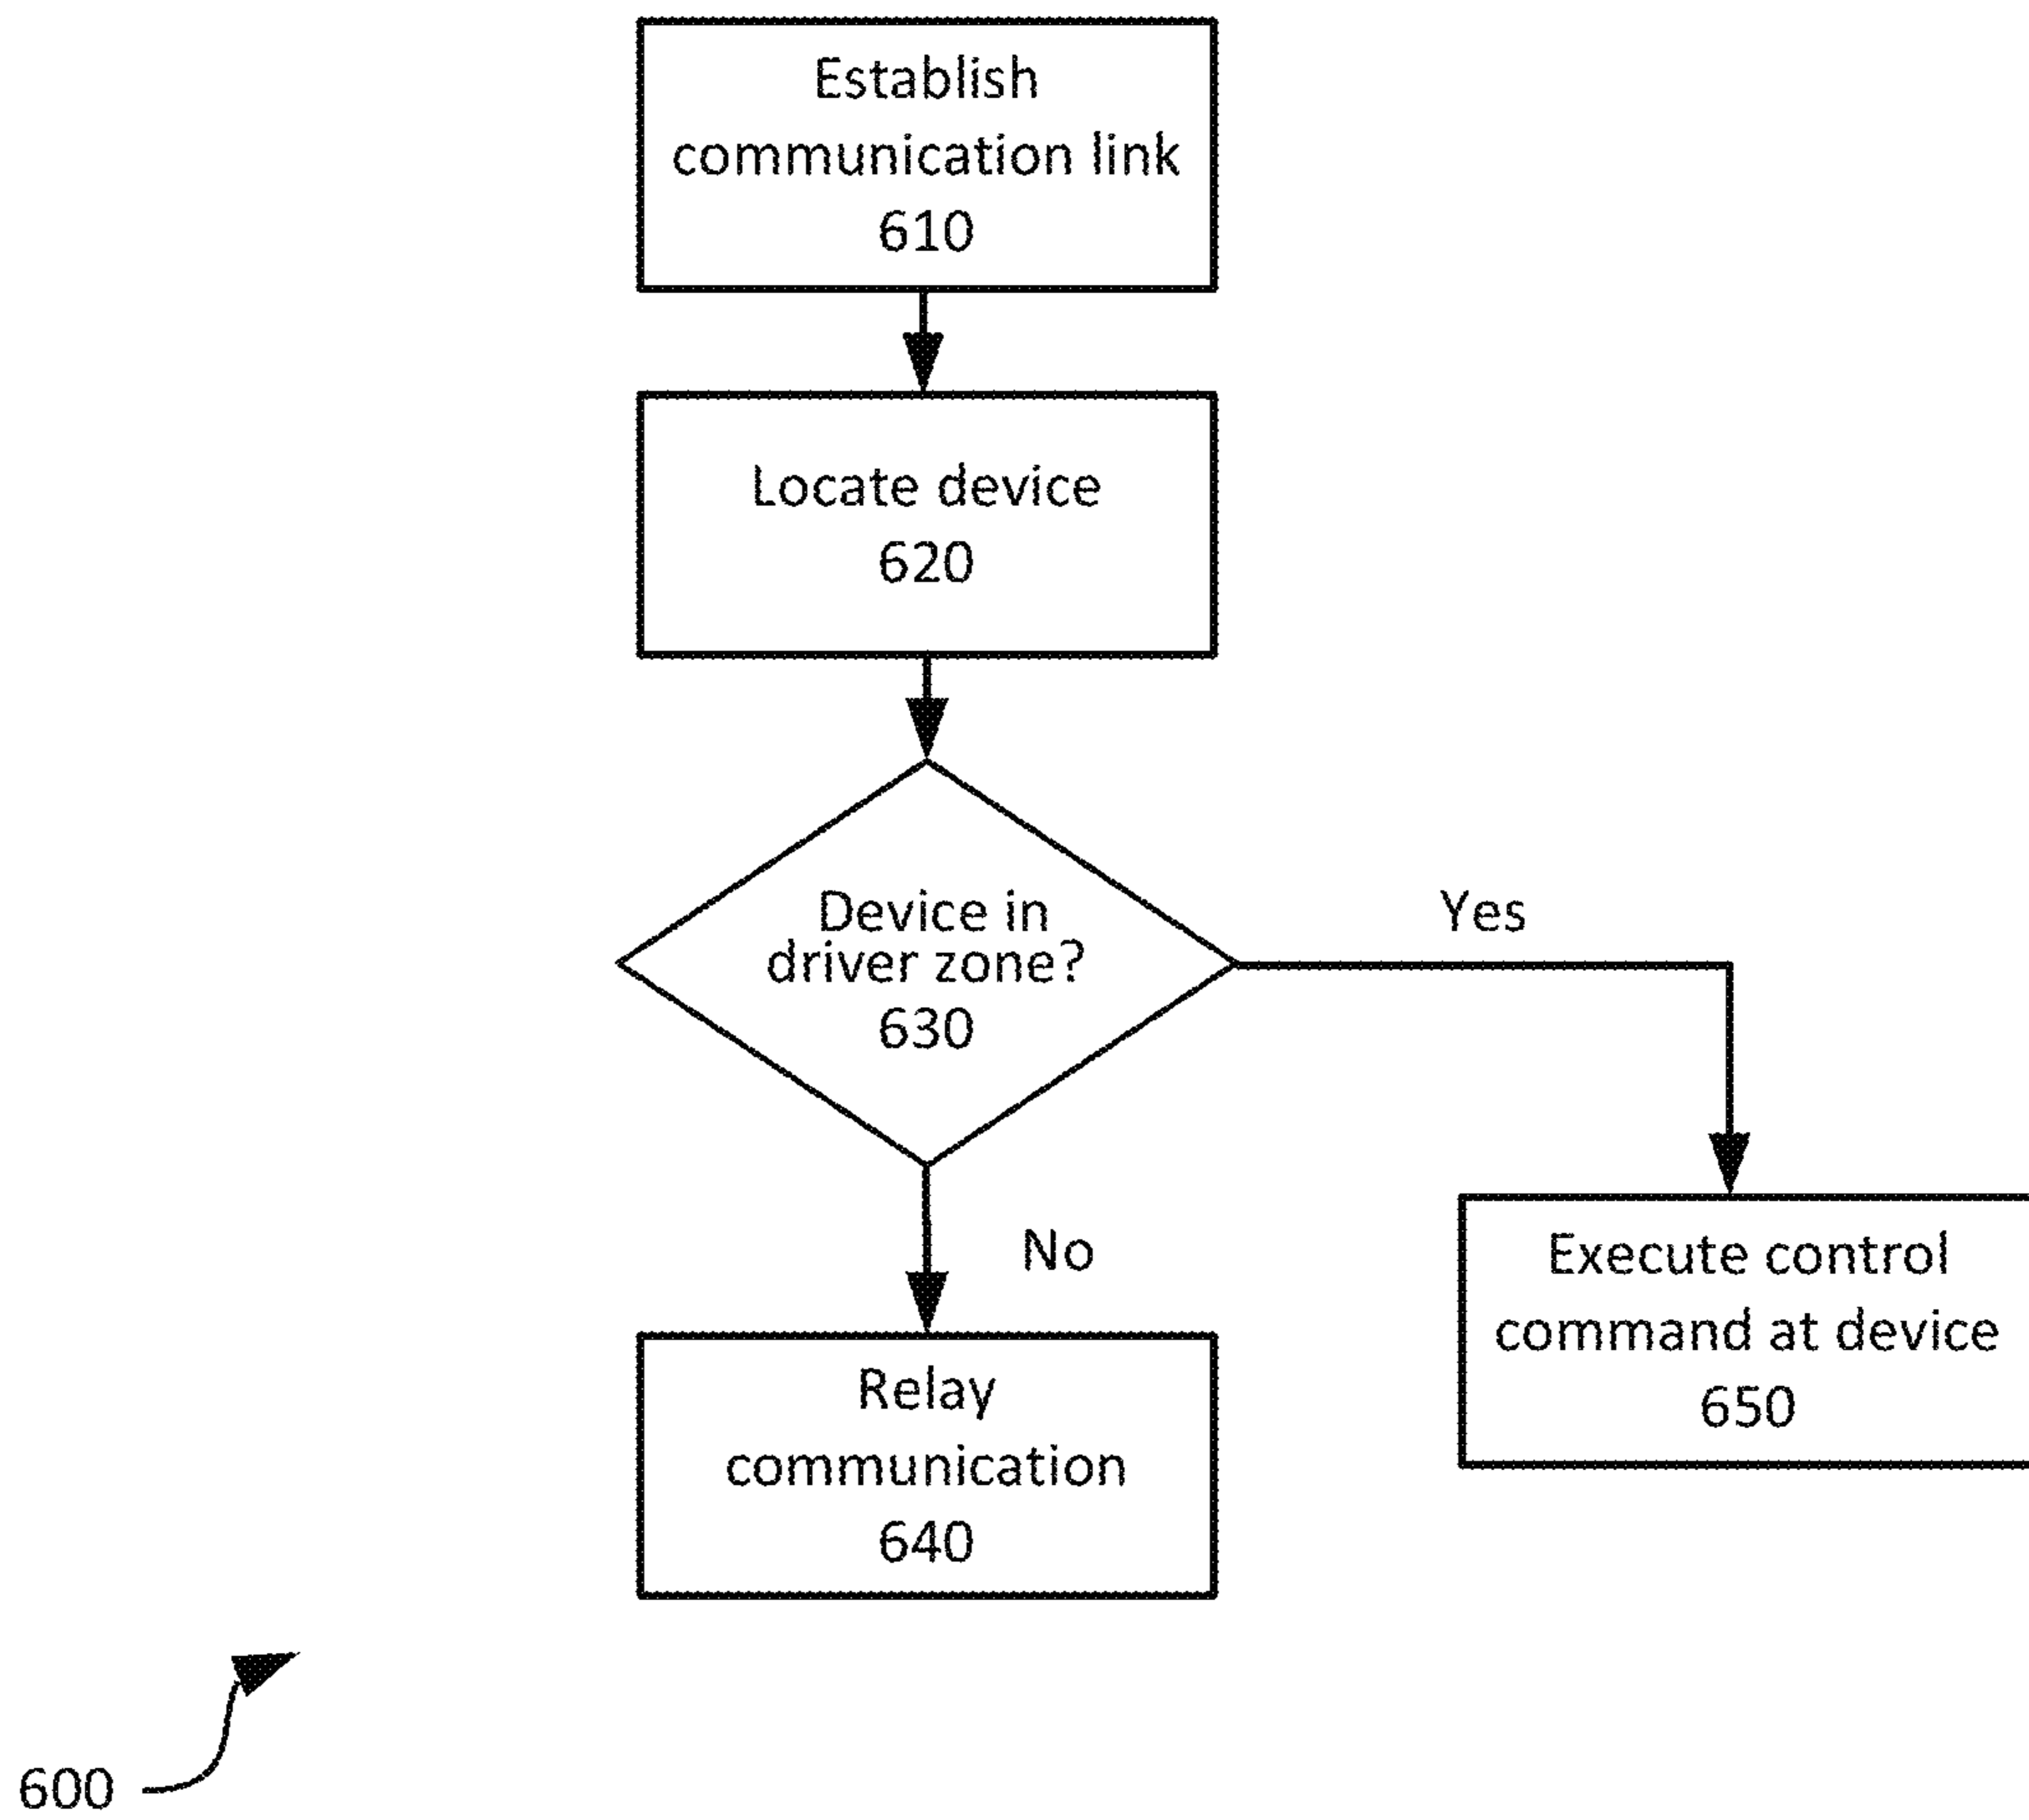 Establish
communication link
610
Locate device
620
Device in
driver zone?
630
Yes
No
Execute control
command at device
650
Relay
communication
640
600